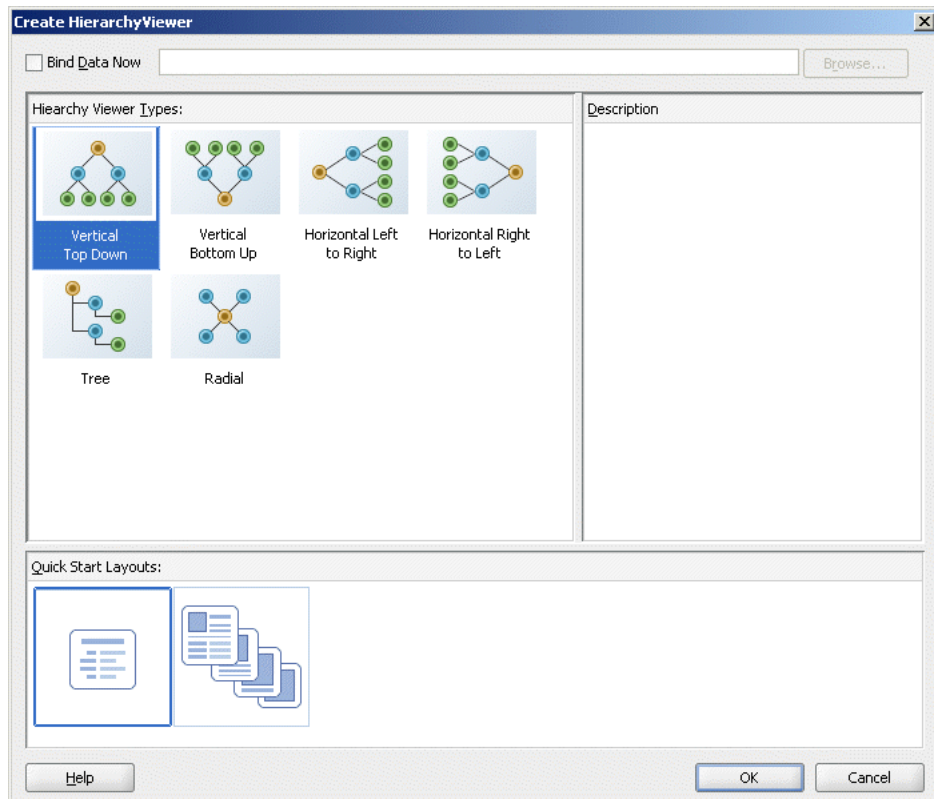 Create HierarchyViewer
Bind Data Now
Browse...
Hiearchy Viewer Types:
Description
Vertical
Top Down
Vertical
Bottom Up
Horizontal Left
to Right
Horizontal Right
to Left
Tree
Radial
Quick Start Layouts:
Help
OK
Cancel